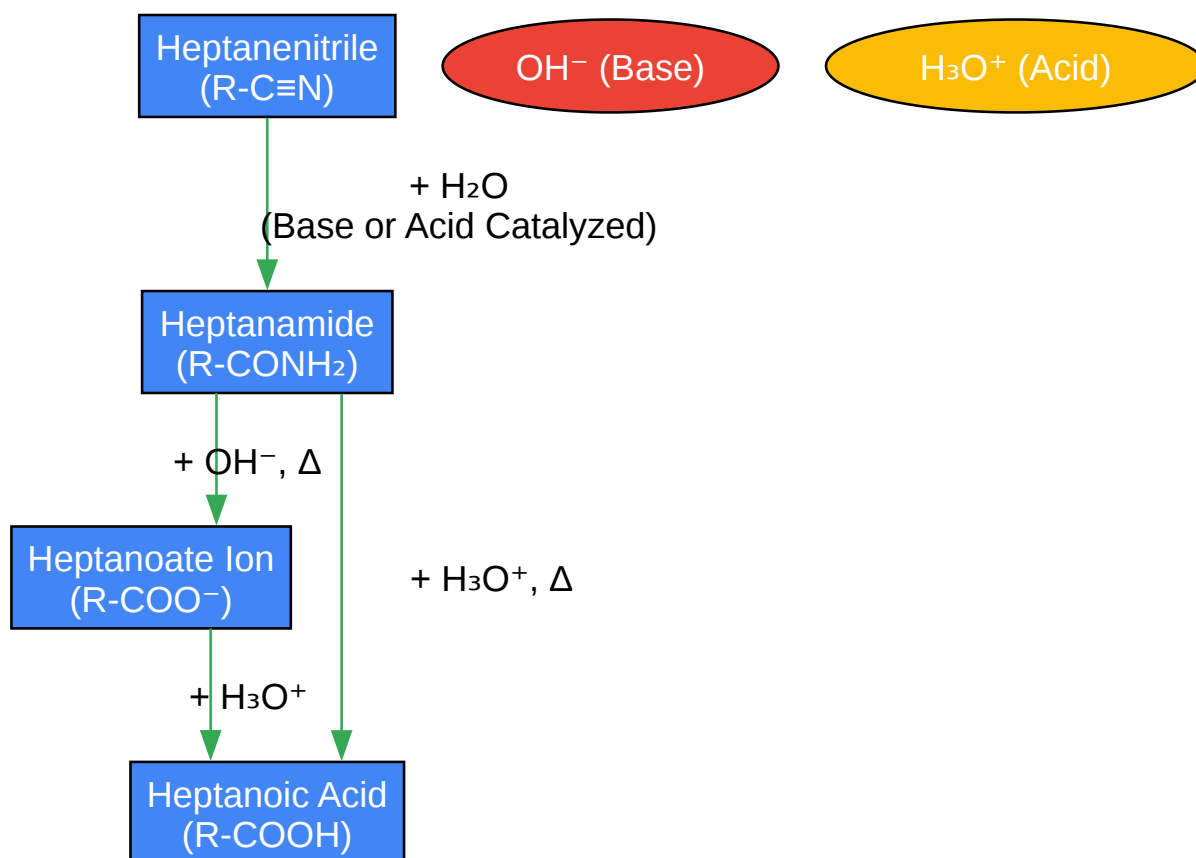 Heptanenitrile
(R-C≡N)
OH⁻ (Base)
H₃O⁺ (Acid)
+ H₂O
(Base or Acid Catalyzed)
Heptanamide
(R-CONH₂)
+ OH⁻, Δ
Heptanoate Ion
(R-COO⁻)
+ H₃O⁺, Δ
+ H₃O⁺
Heptanoic Acid
(R-COOH)